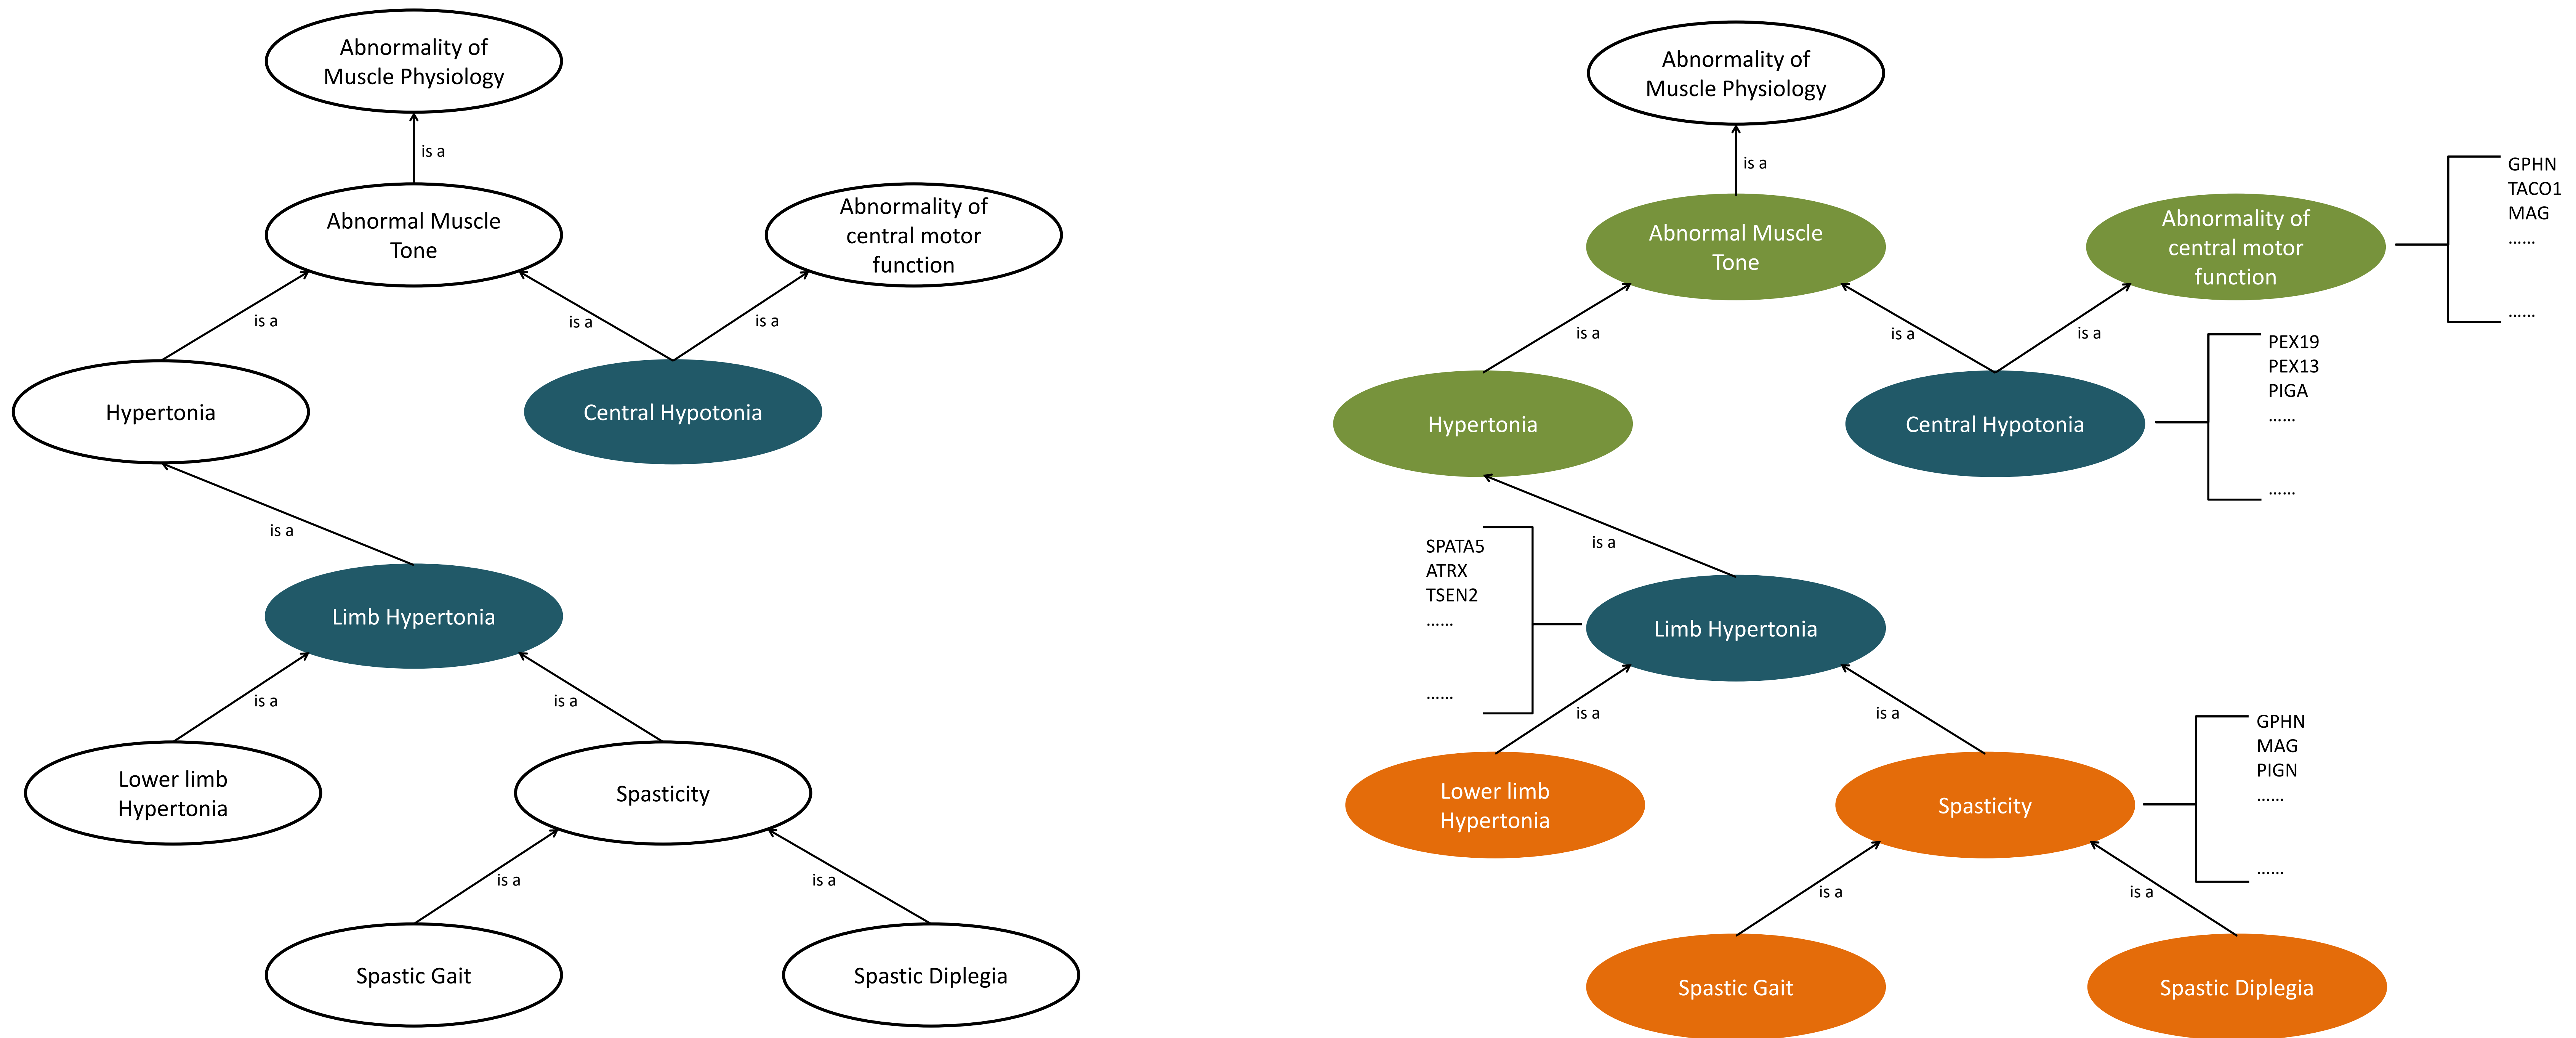 Abnormality of
Muscle Physiology
is a
Abnormal Muscle
Tone
Abnormality of
central motor
function
is a
is a
is a
Hypertonia
Central Hypotonia
is a
Limb Hypertonia
is a
is a
Lower limb
Hypertonia
Spasticity
is a
is a
Spastic Gait
Spastic Diplegia
Abnormality of
Muscle Physiology
is a
Abnormal Muscle
Tone
Abnormality of
central motor
function
GPHN
TACO1
MAG
......
......
is a
is a
is a
Hypertonia
Central Hypotonia
PEX19
PEX13
PIGA
......
......
is a
SPATA5
ATRX
TSEN2
......
......
Limb Hypertonia
is a
is a
Lower limb
Hypertonia
Spasticity
GPHN
MAG
PIGN
......
......
is a
is a
Spastic Gait
Spastic Diplegia